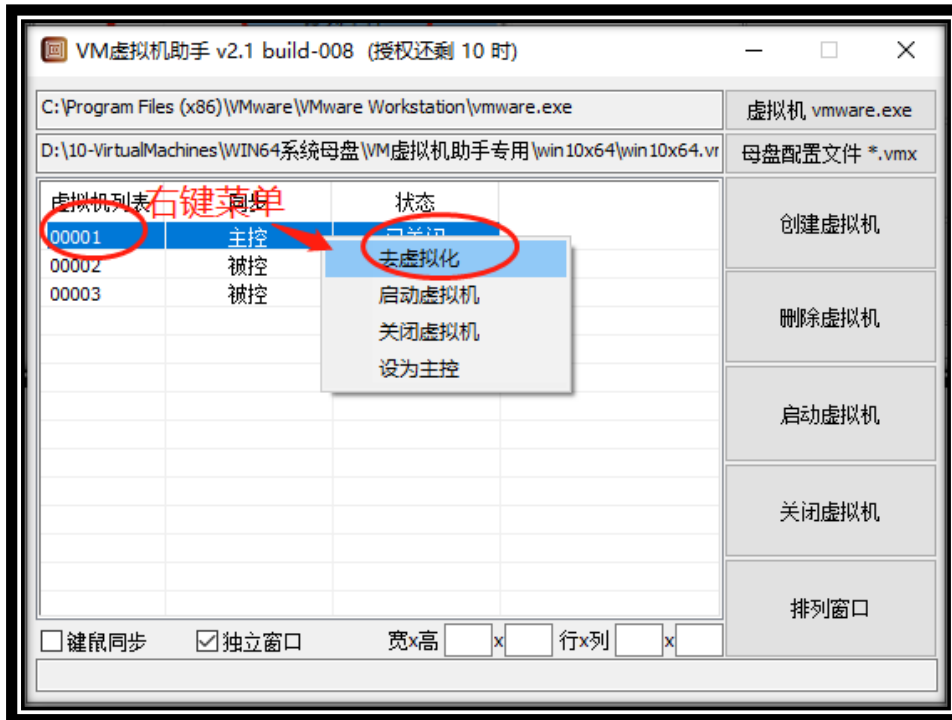 VM虚拟机助手 v2.1 build-008 (授权还剩 10 时)
C:\Program Files (x86)\VMware\VMware Workstation\vmware.exe
虚拟机 vmware.exe
D:\10-VirtualMachines\WIN64系统母盘\VM虚拟机助手专用\win10x64\win10x64.vm
母盘配置文件 *.vmx
虚拟机列表 同步 状态
右键菜单
00001 主控 已关闭
00002 被控
00003 被控
去虚拟化
启动虚拟机
关闭虚拟机
设为主控
创建虚拟机
删除虚拟机
启动虚拟机
关闭虚拟机
排列窗口
键鼠同步 独立窗口 宽x高 x 行x列 x